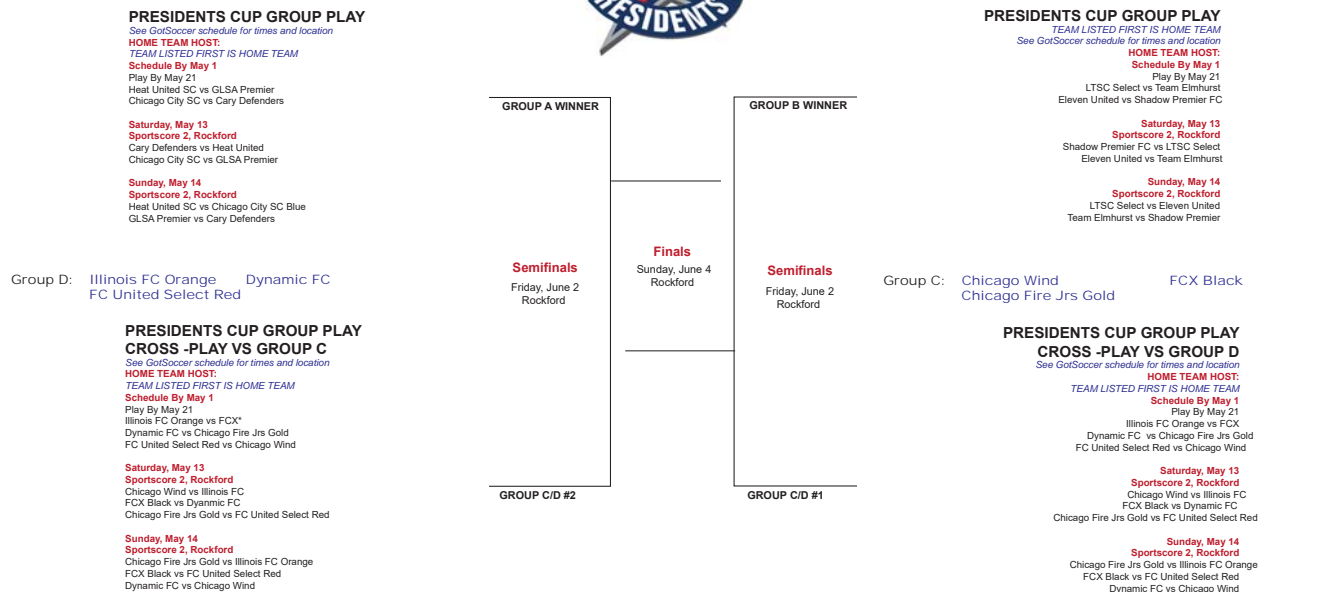 PRESIDENTS
PRESIDENTS CUP GROUP PLAY
See GotSoccer schedule for times and location
HOME TEAM HOST:
TEAM LISTED FIRST IS HOME TEAM
Schedule By May 1
Play By May 21
Heat United SC vs GLSA Premier
Chicago City SC vs Cary Defenders
Saturday, May 13
Sportscore 2, Rockford
Cary Defenders vs Heat United
Chicago City SC vs GLSA Premier
Sunday, May 14
Sportscore 2, Rockford
Heat United SC vs Chicago City SC Blue
GLSA Premier vs Cary Defenders
Group D: Illinois FC Orange Dynamic FC
FC United Select Red
PRESIDENTS CUP GROUP PLAY
CROSS -PLAY VS GROUP C
See GotSoccer schedule for times and location
HOME TEAM HOST:
TEAM LISTED FIRST IS HOME TEAM
Schedule By May 1
Play By May 21
Illinois FC Orange vs FCX*
Dynamic FC vs Chicago Fire Jrs Gold
FC United Select Red vs Chicago Wind
Saturday, May 13
Sportscore 2, Rockford
Chicago Wind vs Illinois FC
FCX Black vs Dyanmic FC
Chicago Fire Jrs Gold vs FC United Select Red
Sunday, May 14
Sportscore 2, Rockford
Chicago Fire Jrs Gold vs Illinois FC Orange
FCX Black vs FC United Select Red
Dynamic FC vs Chicago Wind
GROUP A WINNER
Semifinals
Friday, June 2
Rockford
GROUP C/D #2
Finals
Sunday, June 4
Rockford
GROUP B WINNER
Semifinals
Friday, June 2
Rockford
GROUP C/D #1
PRESIDENTS CUP GROUP PLAY
TEAM LISTED FIRST IS HOME TEAM
See GotSoccer schedule for times and location
HOME TEAM HOST:
Schedule By May 1
Play By May 21
LTSC Select vs Team Elmhurst
Eleven United vs Shadow Premier FC
Saturday, May 13
Sportscore 2, Rockford
Shadow Premier FC vs LTSC Select
Eleven United vs Team Elmhurst
Sunday, May 14
Sportscore 2, Rockford
LTSC Select vs Eleven United
Team Elmhurst vs Shadow Premier
Group C: Chicago Wind FCX Black
Chicago Fire Jrs Gold
PRESIDENTS CUP GROUP PLAY
CROSS -PLAY VS GROUP D
See GotSoccer schedule for times and location
HOME TEAM HOST:
TEAM LISTED FIRST IS HOME TEAM
Schedule By May 1
Play By May 21
Illinois FC Orange vs FCX
Dynamic FC vs Chicago Fire Jrs Gold
FC United Select Red vs Chicago Wind
Saturday, May 13
Sportscore 2, Rockford
Chicago Wind vs Illinois FC
FCX Black vs Dynamic FC
Chicago Fire Jrs Gold vs FC United Select Red
Sunday, May 14
Sportscore 2, Rockford
Chicago Fire Jrs Gold vs Illinois FC Orange
FCX Black vs FC United Select Red
Dynamic FC vs Chicago Wind